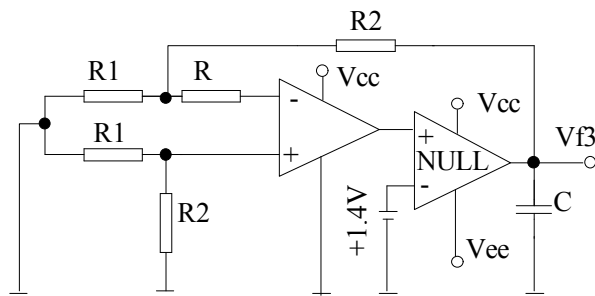 R2
R1
R
Vcc
-
Vcc
R1
+
+
NULL
-
Vf3
R2
+1.4V
C
Vee